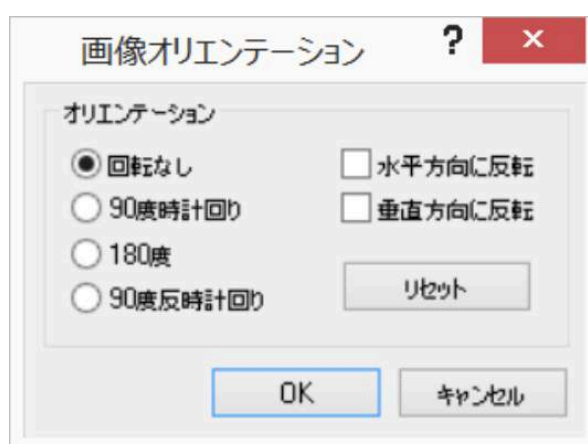 画像オリエンテーション ? ×
オリエンテーション
回転なし
水平方向に反転
90度時計回り
垂直方向に反転
180度
90度反時計回り
リセット
OK
キャンセル